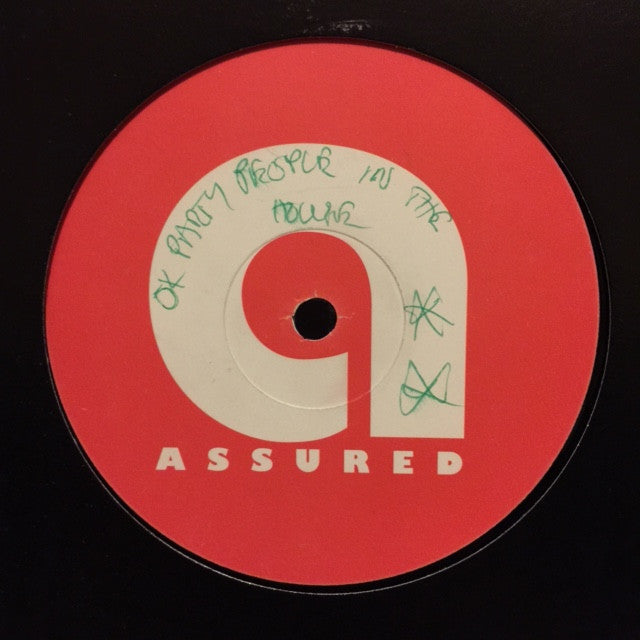 OK PARTY PEOPLE IN THE
HOUSE
a
ASSURED